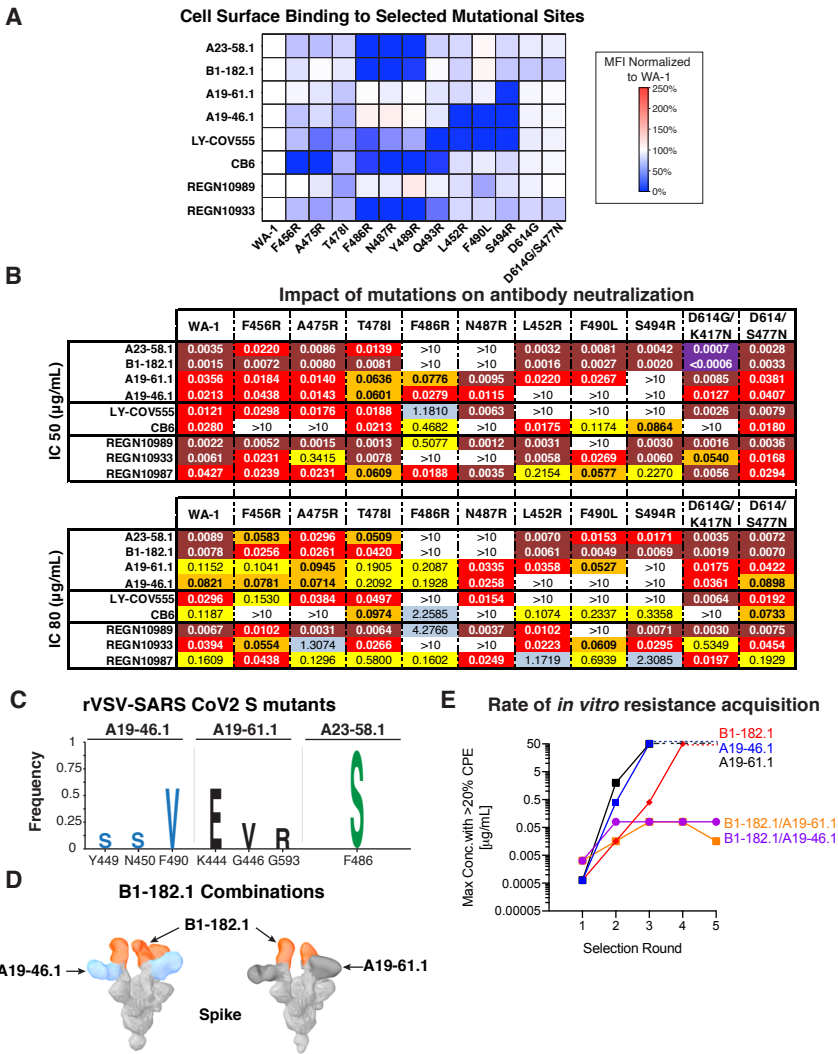 A
Cell Surface Binding to Selected Mutational Sites
A23-58.1
B1-182.1
A19-61.1
A19-46.1
LY-COV555
CB6
REGN10989
REGN10933
WA-1 F456R A475R T478I F486R N487R Y489R Q493R L452R F490L S494R D614G D614G/S477N
MFI Normalized
to WA-1
250%
200%
150%
100%
50%
0%
B
Impact of mutations on antibody neutralization
WA-1 F456R A475R T478I F486R N487R L452R F490L S494R D614G/K417N D614/S477N
IC 50 (µg/mL)
A23-58.1 0.0035 0.0220 0.0086 0.0139 >10 >10 0.0032 0.0081 0.0042 0.0007 0.0028
B1-182.1 0.0015 0.0072 0.0080 0.0081 >10 >10 0.0016 0.0027 0.0020 <0.0006 0.0033
A19-61.1 0.0356 0.0184 0.0140 0.0636 0.0776 0.0095 0.0220 0.0267 >10 0.0085 0.0381
A19-46.1 0.0213 0.0438 0.0143 0.0601 0.0279 0.0115 >10 >10 >10 0.0127 0.0407
LY-COV555 0.0121 0.0298 0.0176 0.0188 1.1810 0.0063 >10 >10 >10 0.0026 0.0079
CB6 0.0280 >10 >10 0.0213 0.4682 >10 0.0175 0.1174 0.0864 >10 0.0180
REGN10989 0.0022 0.0052 0.0015 0.0013 0.5077 0.0012 0.0031 >10 0.0030 0.0016 0.0036
REGN10933 0.0061 0.0231 0.3415 0.0078 >10 >10 0.0058 0.0269 0.0060 0.0540 0.0168
REGN10987 0.0427 0.0239 0.0231 0.0609 0.0188 0.0035 0.2154 0.0577 0.2270 0.0056 0.0294
WA-1 F456R A475R T478I F486R N487R L452R F490L S494R D614G/K417N D614/S477N
IC 80 (µg/mL)
A23-58.1 0.0089 0.0583 0.0296 0.0509 >10 >10 0.0070 0.0153 0.0171 0.0035 0.0072
B1-182.1 0.0078 0.0256 0.0261 0.0420 >10 >10 0.0061 0.0049 0.0069 0.0019 0.0070
A19-61.1 0.1152 0.1041 0.0945 0.1905 0.2087 0.0335 0.0358 0.0527 >10 0.0175 0.0422
A19-46.1 0.0821 0.0781 0.0714 0.2092 0.1928 0.0258 >10 >10 >10 0.0361 0.0898
LY-COV555 0.0296 0.1530 0.0384 0.0497 >10 0.0154 >10 >10 >10 0.0064 0.0192
CB6 0.1187 >10 >10 0.0974 2.2585 >10 0.1074 0.2337 0.3358 >10 0.0733
REGN10989 0.0067 0.0102 0.0031 0.0064 4.2766 0.0037 0.0102 >10 0.0071 0.0030 0.0075
REGN10933 0.0394 0.0554 1.3074 0.0266 >10 >10 0.0223 0.0609 0.0295 0.5349 0.0454
REGN10987 0.1609 0.0438 0.1296 0.5800 0.1602 0.0249 1.1719 0.6939 2.3085 0.0197 0.1929
C
rVSV-SARS CoV2 S mutants
A19-46.1 A19-61.1 A23-58.1
Frequency
1
0.75
0.5
0.25
0
S S V E V R S
Y449 N450 F490 K444 G446 G593 F486
D
B1-182.1 Combinations
B1-182.1
A19-46.1
A19-61.1
Spike
E
Rate of in vitro resistance acquisition
Max Conc.with >20% CPE
[µg/mL]
50
5
0.5
0.05
0.005
0.0005
0.00005
1 2 3 4 5
Selection Round
B1-182.1
A19-46.1
A19-61.1
B1-182.1/A19-61.1
B1-182.1/A19-46.1